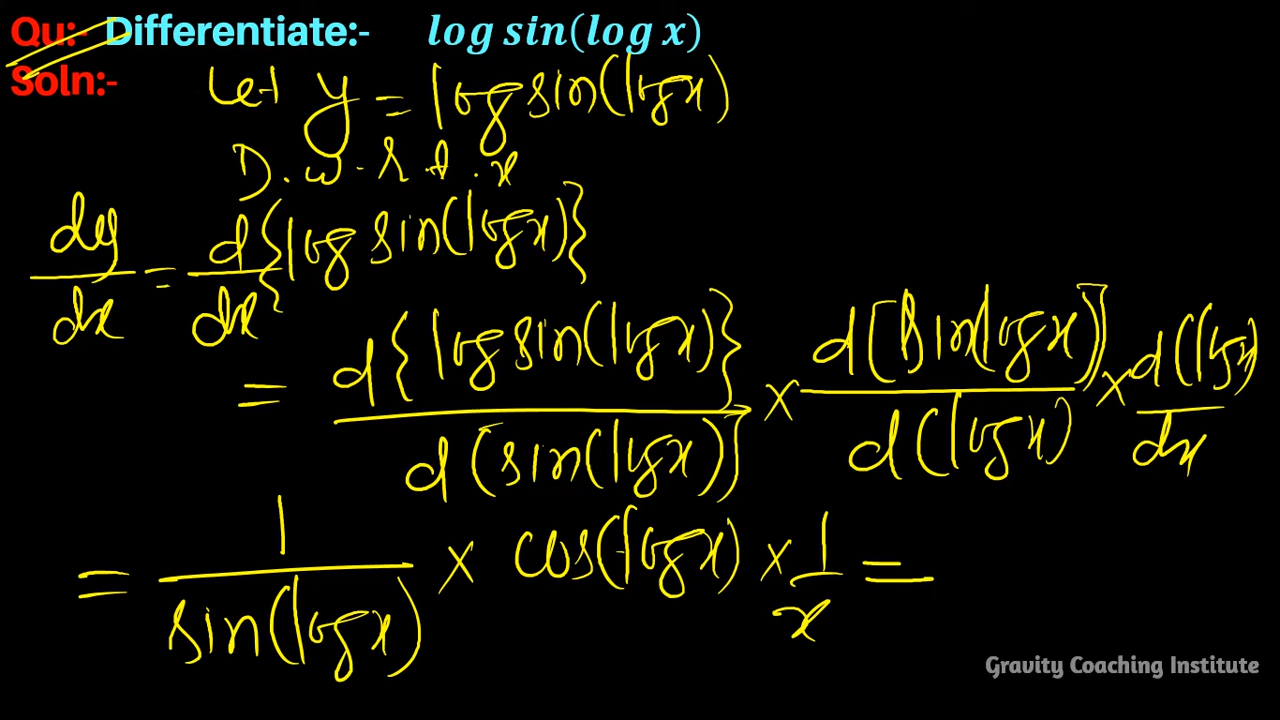 Qu:- Differentiate:- log sin(log x)
Soln:- Let y = log sin(log x)
D.w.r.t.x
dy/dx = d/dx {log sin(log x)}
= d{log sin(log x)}/d(sin(log x)] × d[sin(log x)]/d(log x) × d(log x)/dx
= 1/sin(log x) × cos(log x) × 1/x =
Gravity Coaching Institute